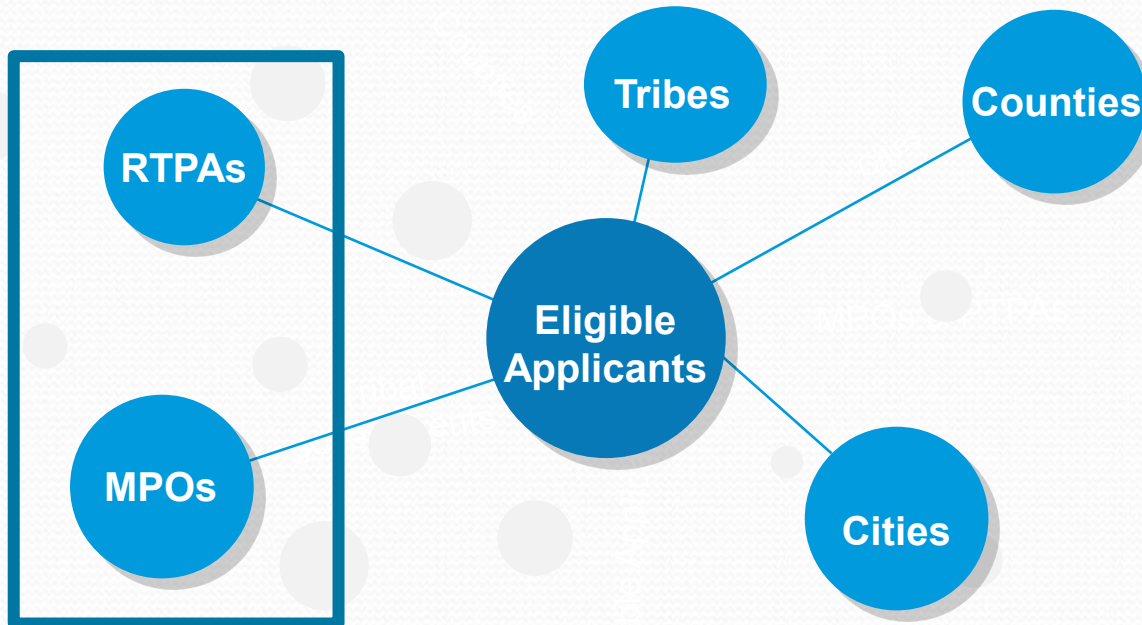 Tribes
Counties
RTPAs
Eligible
Applicants
MPOs
Cities